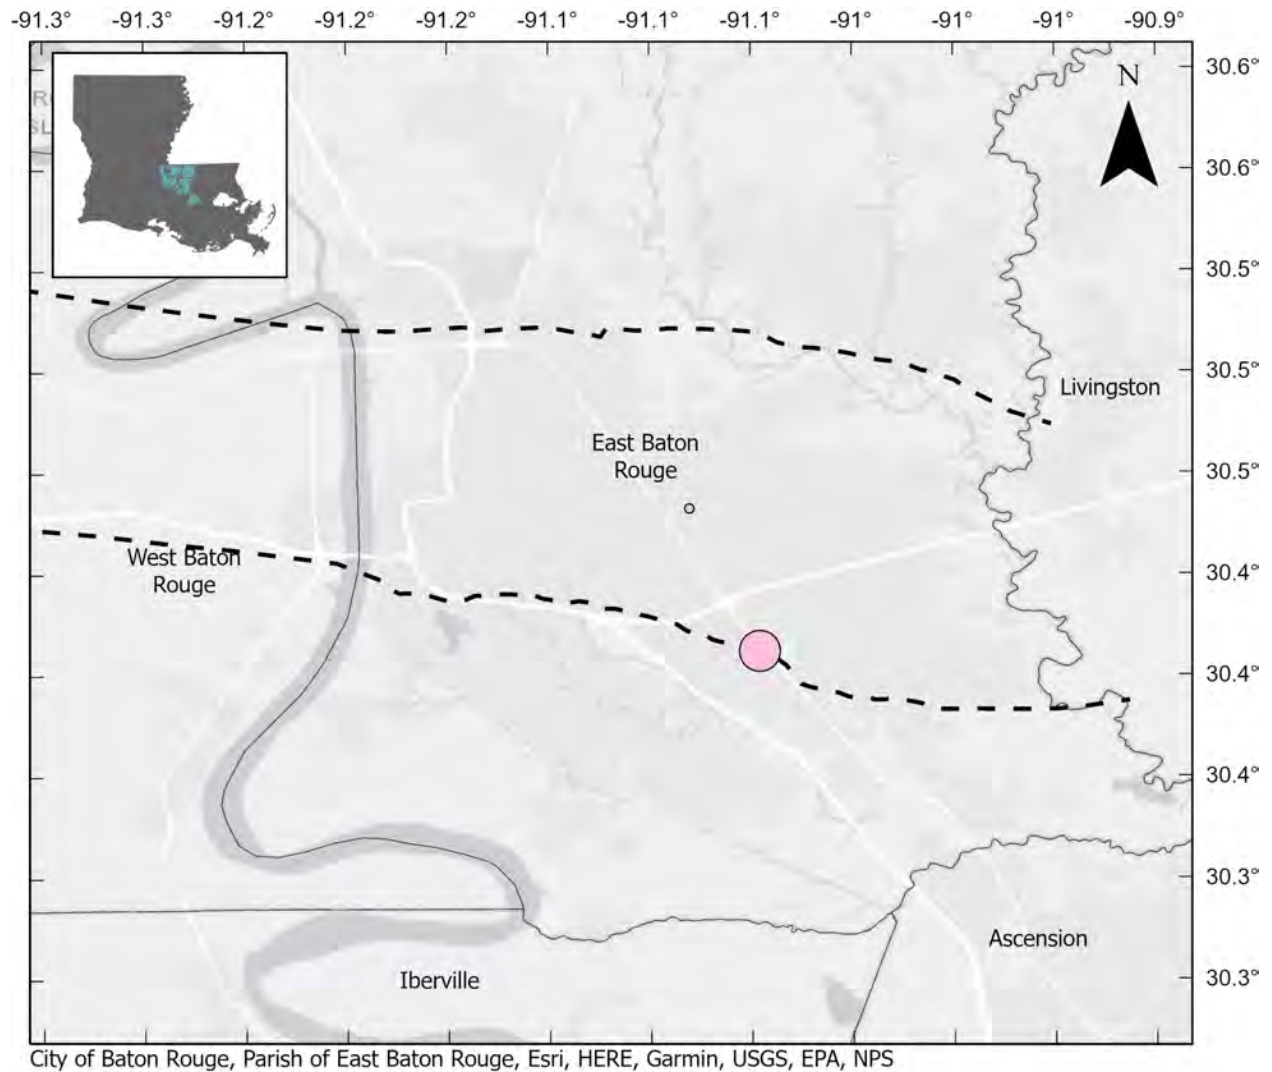 -91.3° -91.3° -91.2° -91.2° -91.2° -91.1° -91.1° -91.1° -91° -91° -91° -90.9°
30.6°
N
R
SL
30.6°
30.5°
30.5°
Livingston
East Baton
Rouge
30.5°
West Baton
Rouge
30.4°
30.4°
30.4°
30.3°
Ascension
Iberville
30.3°
City of Baton Rouge, Parish of East Baton Rouge, Esri, HERE, Garmin, USGS, EPA, NPS